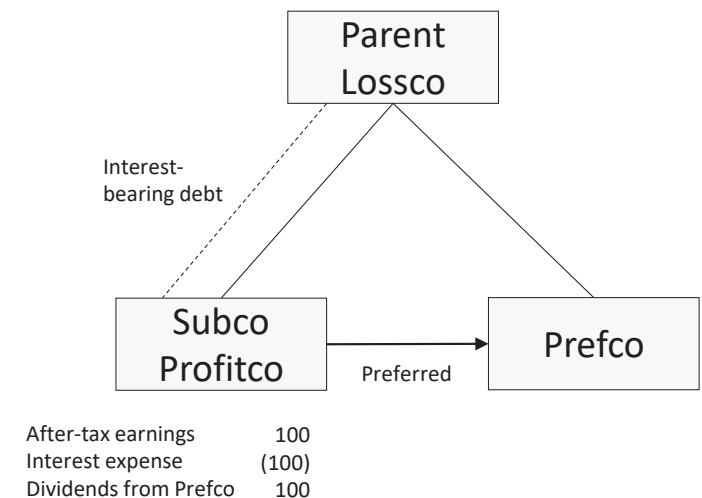 Parent
Lossco
Interest-
bearing debt
Subco
Profitco
Preferred
Prefco
After-tax earnings 100
Interest expense (100)
Dividends from Prefco 100